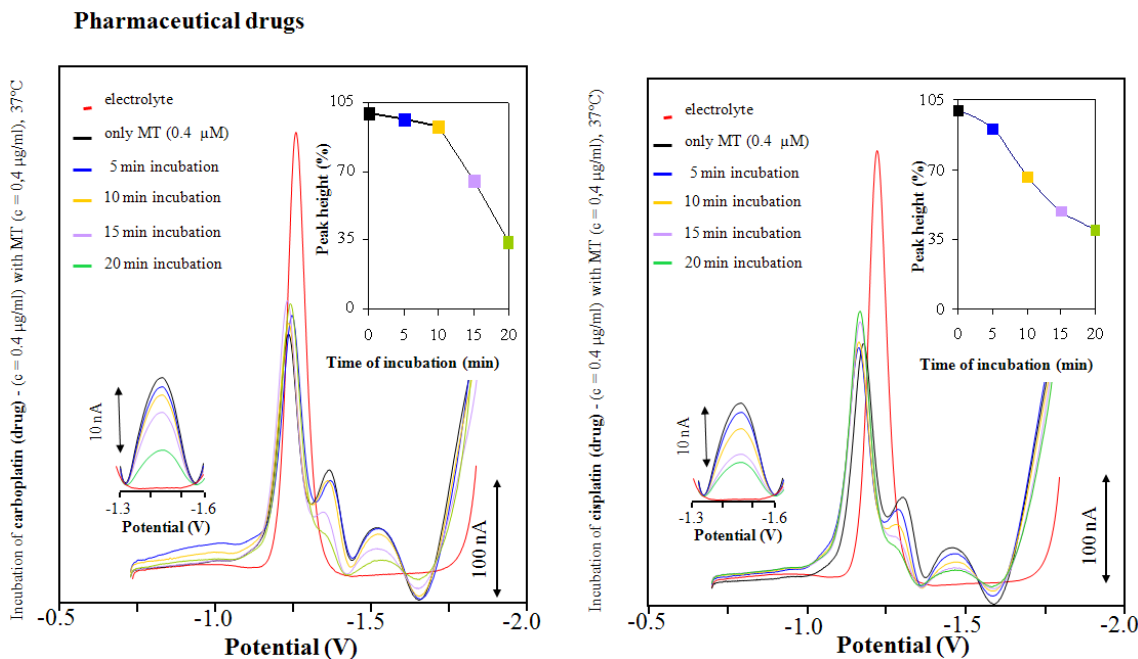 Pharmaceutical drugs
Incubation of carboplatin (drug) - (c = 0.4 µg/ml) with MT (c = 0,4 µg/ml), 37°C
electrolyte
only MT (0.4 µM)
5 min incubation
10 min incubation
15 min incubation
20 min incubation
Peak height (%)
105
70
35
0
0 5 10 15 20
Time of incubation (min)
10 nA
-1.3 -1.6
Potential (V)
100 nA
-0.5 -1.0 -1.5 -2.0
Potential (V)
Incubation of cisplatin (drug) - (c = 0.4 µg/ml) with MT (c = 0,4 µg/ml), 37°C)
electrolyte
only MT (0.4 µM)
5 min incubation
10 min incubation
15 min incubation
20 min incubation
Peak height (%)
105
70
35
0
0 5 10 15 20
Time of incubation (min)
10 nA
-1.3 -1.6
Potential (V)
100 nA
-0.5 -1.0 -1.5 -2.0
Potential (V)